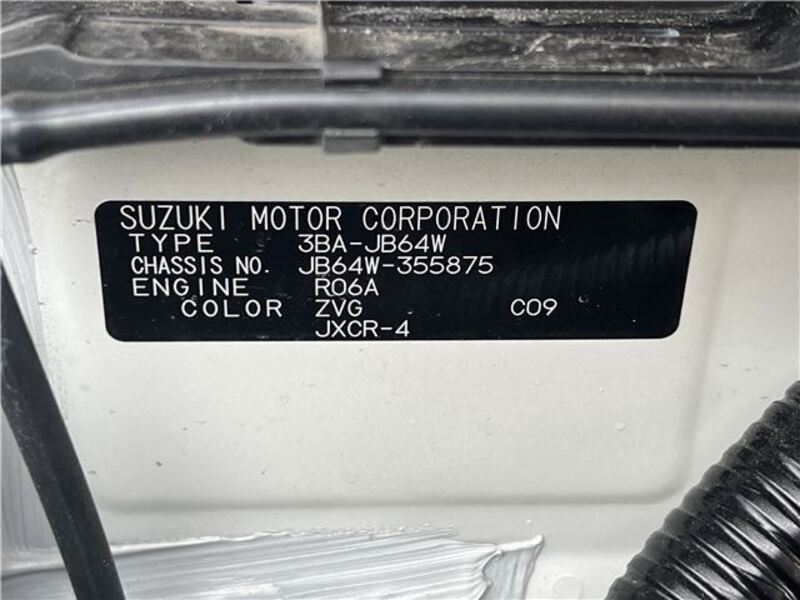 SUZUKI MOTOR CORPORATION
TYPE 3BA-JB64W
CHASSIS NO. JB64W-355875
ENGINE R06A
COLOR ZVG C09
JXCR-4